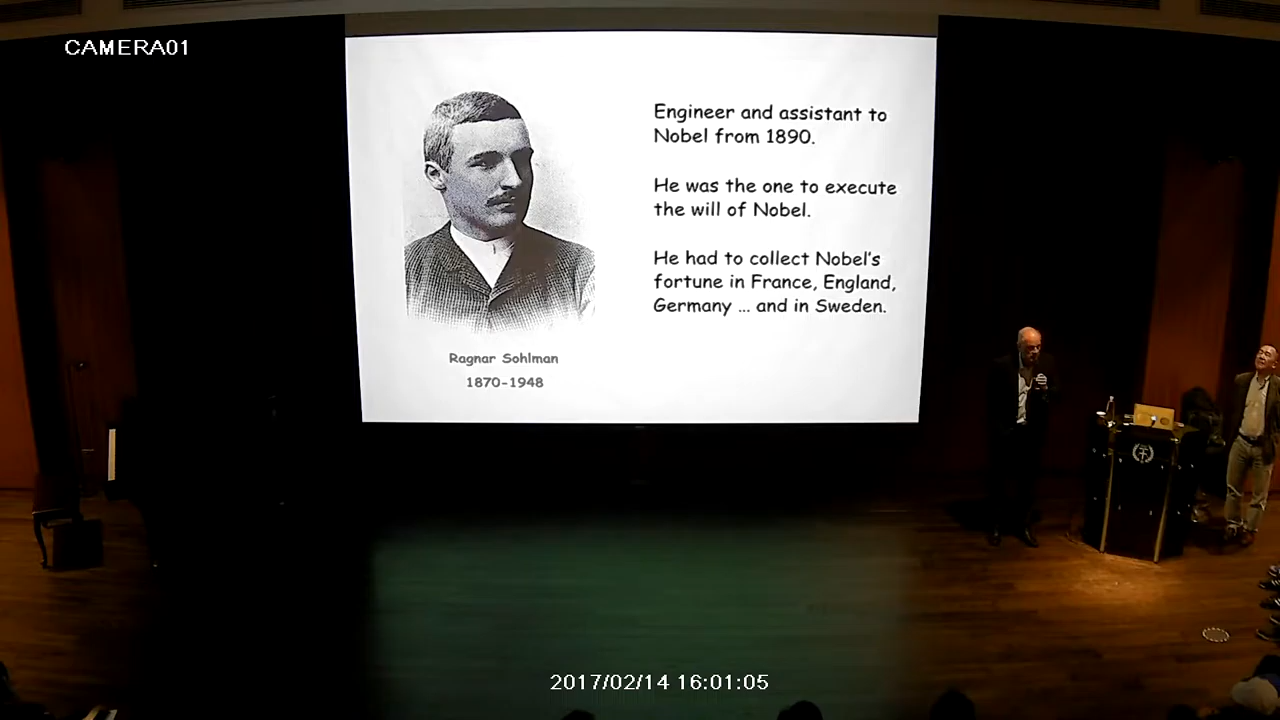 CAMERA01
Engineer and assistant to
Nobel from 1890.
He was the one to execute
the will of Nobel.
He had to collect Nobel's
fortune in France, England,
Germany ... and in Sweden.
Ragnar Sohlman
1870-1948
2017/02/14 16:01:05